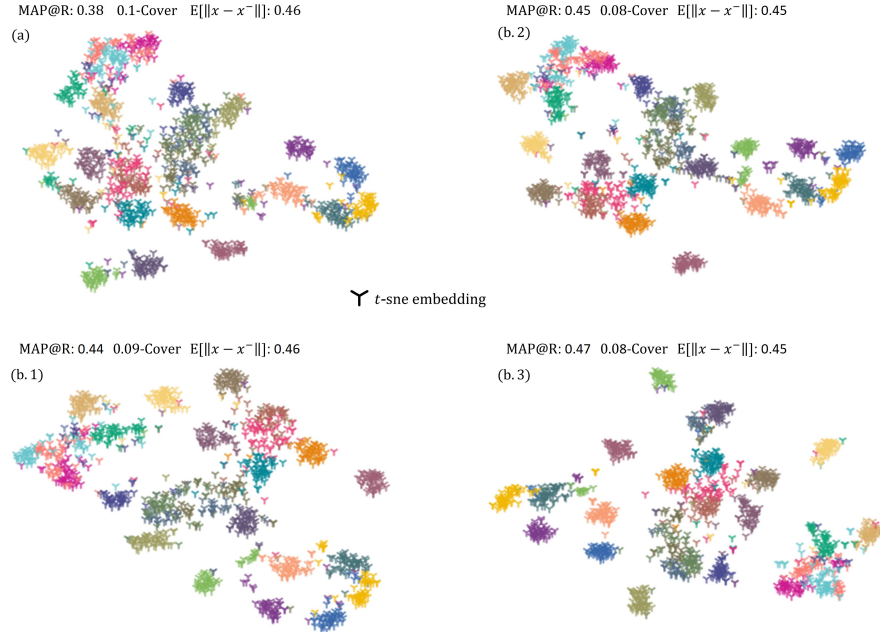 MAP@R: 0.38 0.1-Cover E[‖x − x⁻‖]: 0.46
(a)
MAP@R: 0.45 0.08-Cover E[‖x − x⁻‖]: 0.45
(b. 2)
t-sne embedding
MAP@R: 0.44 0.09-Cover E[‖x − x⁻‖]: 0.46
(b. 1)
MAP@R: 0.47 0.08-Cover E[‖x − x⁻‖]: 0.45
(b. 3)